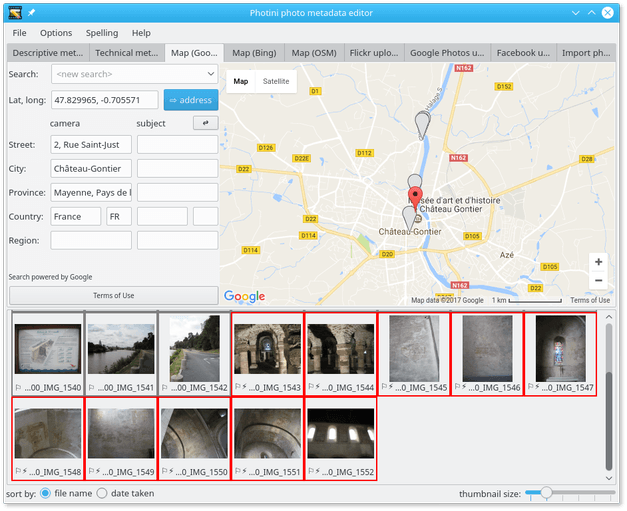 Photini photo metadata editor
File Options Spelling Help
Descriptive met... Technical met... Map (Goo... Map (Bing) Map (OSM) Flickr uplo... Google Photos u... Facebook u... Import ph...
Search: <new search>
Lat, long: 47.829965, -0.705571 ⇨ address
camera subject
Street: 2, Rue Saint-Just
City: Château-Gontier
Province: Mayenne, Pays de l
Country: France FR
Region:
Search powered by Google
Terms of Use
Map Satellite
N162
D1
D152
D28
D126
D112
D22E
N162
D22
D114
D114
D20
D105
D105
D22
N162
sée d'art et d'histoire
Château Gontier
Château-Gontier
Azé
+
−
Google
Map data ©2017 Google 1 km Terms of Use
...00_IMG_1540 ...00_IMG_1541 ...00_IMG_1542 ...0_IMG_1543 ...0_IMG_1544 ...0_IMG_1545 ...0_IMG_1546 ...0_IMG_1547
...0_IMG_1548 ...0_IMG_1549 ...0_IMG_1550 ...0_IMG_1551 ...0_IMG_1552
sort by: file name date taken thumbnail size: